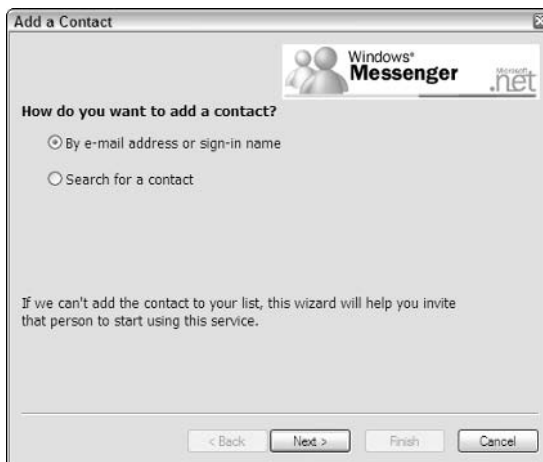 Add a Contact
Windows®
Messenger
Microsoft
.net
How do you want to add a contact?
By e-mail address or sign-in name
Search for a contact
If we can't add the contact to your list, this wizard will help you invite
that person to start using this service.
< Back
Next >
Finish
Cancel